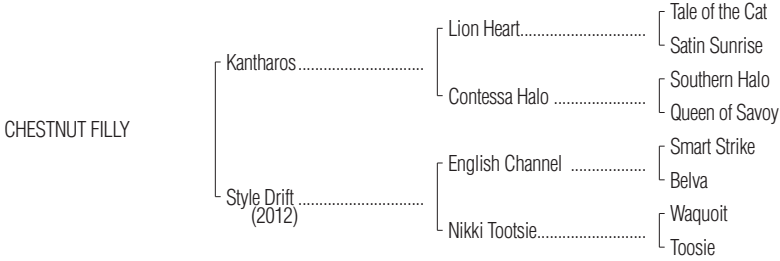 Tale of the Cat
Lion Heart..............................
Satin Sunrise
Kantharos..............................
Southern Halo
Contessa Halo ......................
Queen of Savoy
CHESTNUT FILLY
Smart Strike
English Channel ..................
Belva
Style Drift ..............................
(2012)
Waquoit
Nikki Tootsie..........................
Toosie